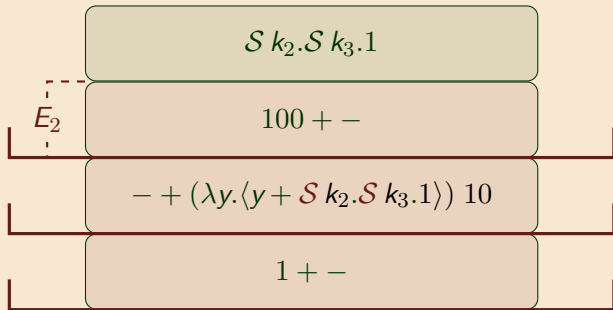 𝒮 k₂.𝒮 k₃.1
E₂
100 + −
− + (λy.⟨y + 𝒮 k₂.𝒮 k₃.1⟩) 10
1 + −